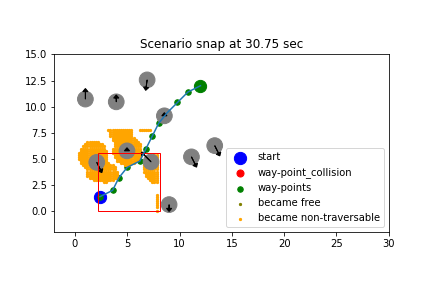 Scenario snap at 30.75 sec
15.0
12.5
10.0
7.5
5.0
2.5
0.0
0
5
10
15
20
25
30
start
way-point_collision
way-points
became free
became non-traversable